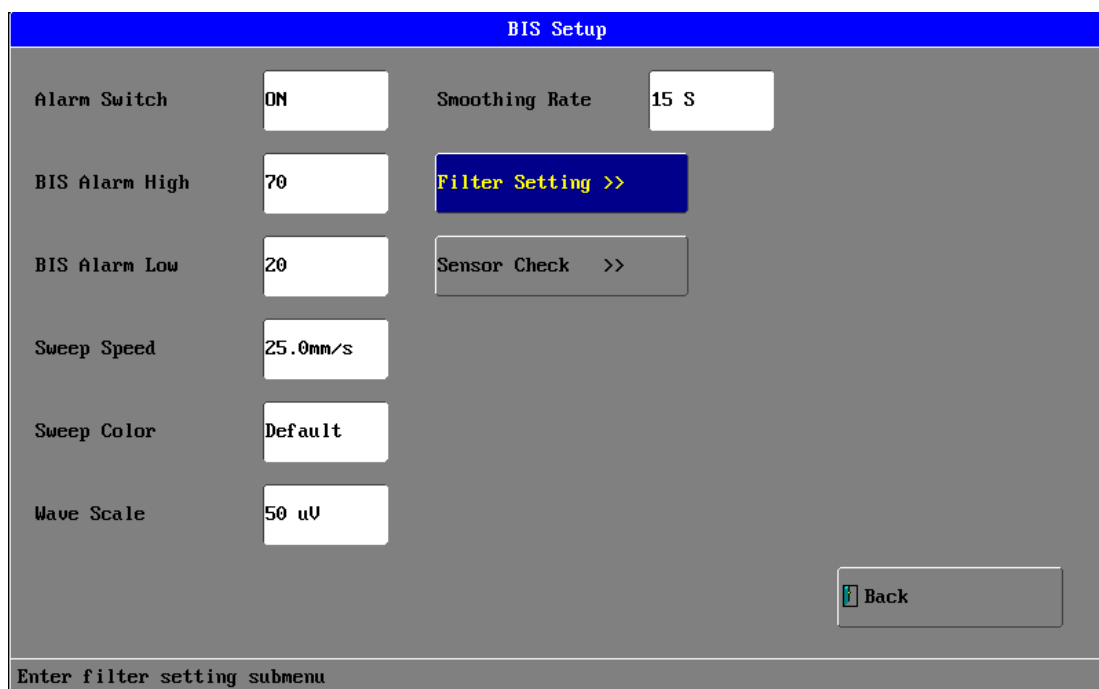 BIS Setup
Alarm Switch ON Smoothing Rate 15 S
BIS Alarm High 70 Filter Setting >>
BIS Alarm Low 20 Sensor Check >>
Sweep Speed 25.0mm/s
Sweep Color Default
Wave Scale 50 uV
Back
Enter filter setting submenu